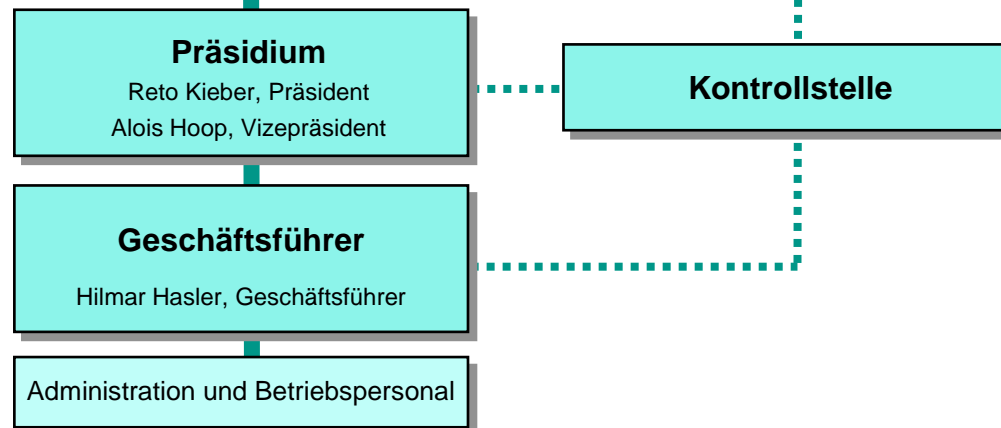 Präsidium
Reto Kieber, Präsident
Alois Hoop, Vizepräsident
Kontrollstelle
Geschäftsführer
Hilmar Hasler, Geschäftsführer
Administration und Betriebspersonal